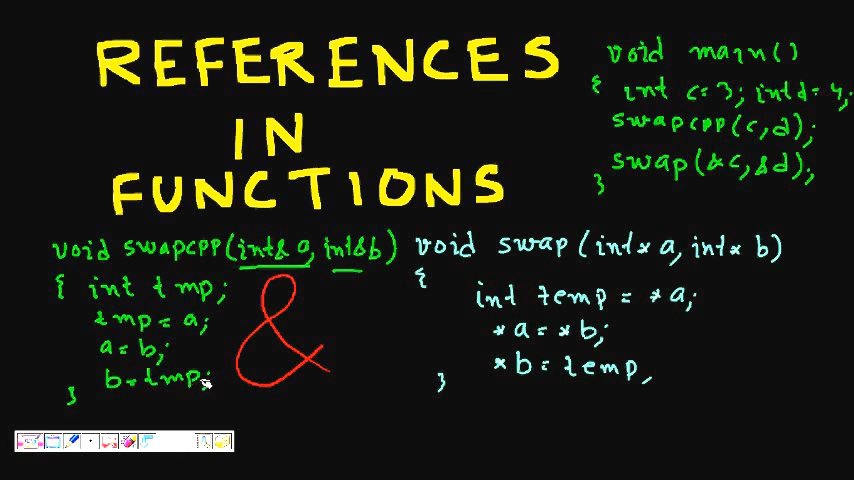 REFERENCES
IN
FUNCTIONS
void main()
{ int c=3; int d=4;
swapcpp(c,d);
swap(&c,&d);
}
void swapcpp(int& a, int&b)
{ int tmp;
tmp=a;
a=b;
b=tmp;
}
&
void swap(int* a, int* b)
{
int temp = *a;
*a=*b;
*b=temp,
}